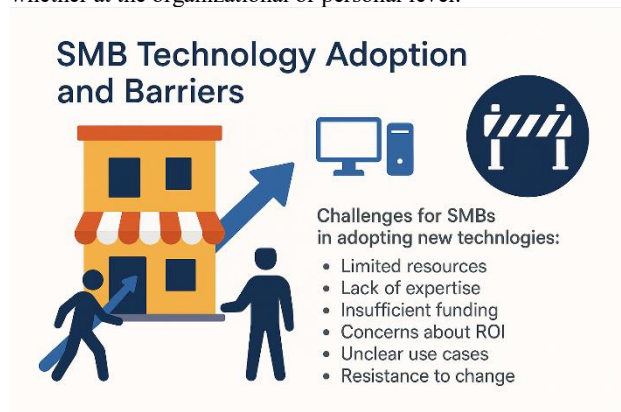 whether at the organizational or personal level.
SMB Technology Adoption
and Barriers
Challenges for SMBs
in adopting new technlogies:
• Limited resources
• Lack of expertise
• Insufficient funding
• Concerns about ROI
• Unclear use cases
• Resistance to change